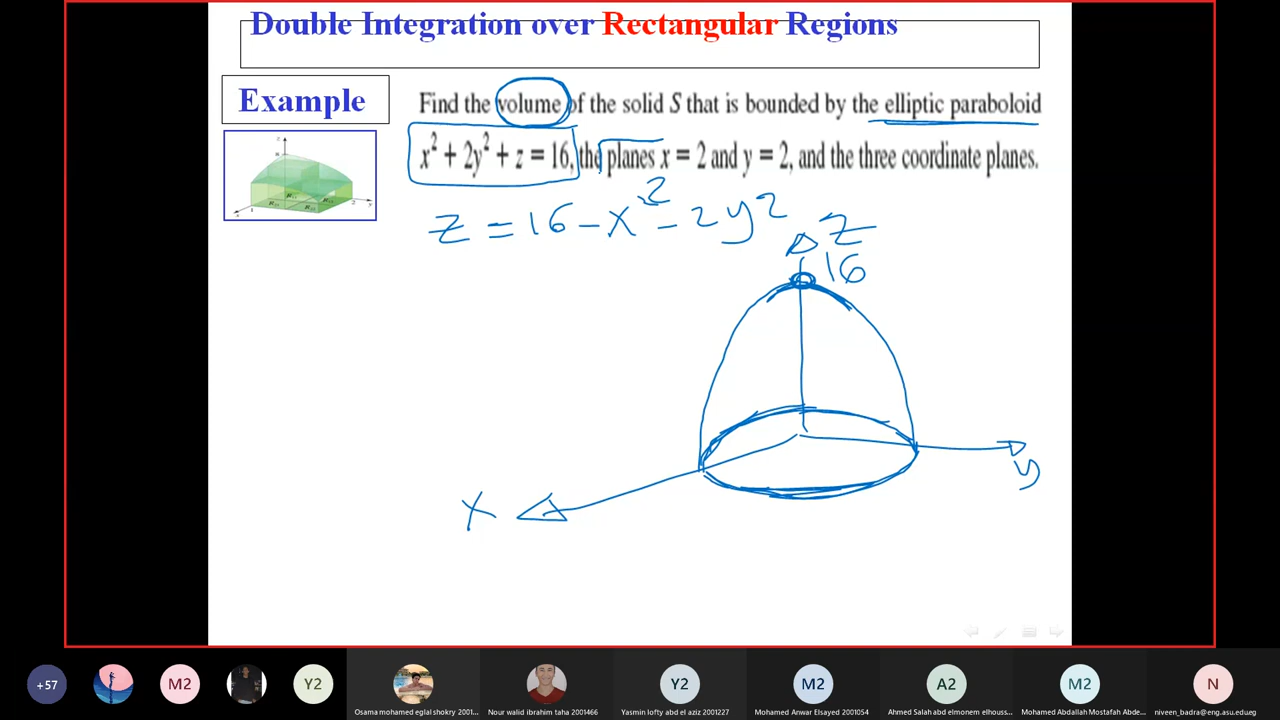 Double Integration over Rectangular Regions
Example
Find the volume of the solid S that is bounded by the elliptic paraboloid
x² + 2y² + z = 16, the planes x = 2 and y = 2, and the three coordinate planes.
z = 16 - x² - 2y²
z
16
y
x
+57
M2
Y2
Y2
M2
A2
M2
N
Osama mohamed eglal shokry 2001...
Nour walid ibrahim taha 2001466
Yasmin lofty abd el aziz 2001227
Mohamed Anwar Elsayed 2001054
Ahmed Salah abd elmonem elhouss...
Mohamed Abdallah Mostafah Abde...
niveen_badra@eng.asu.edueg